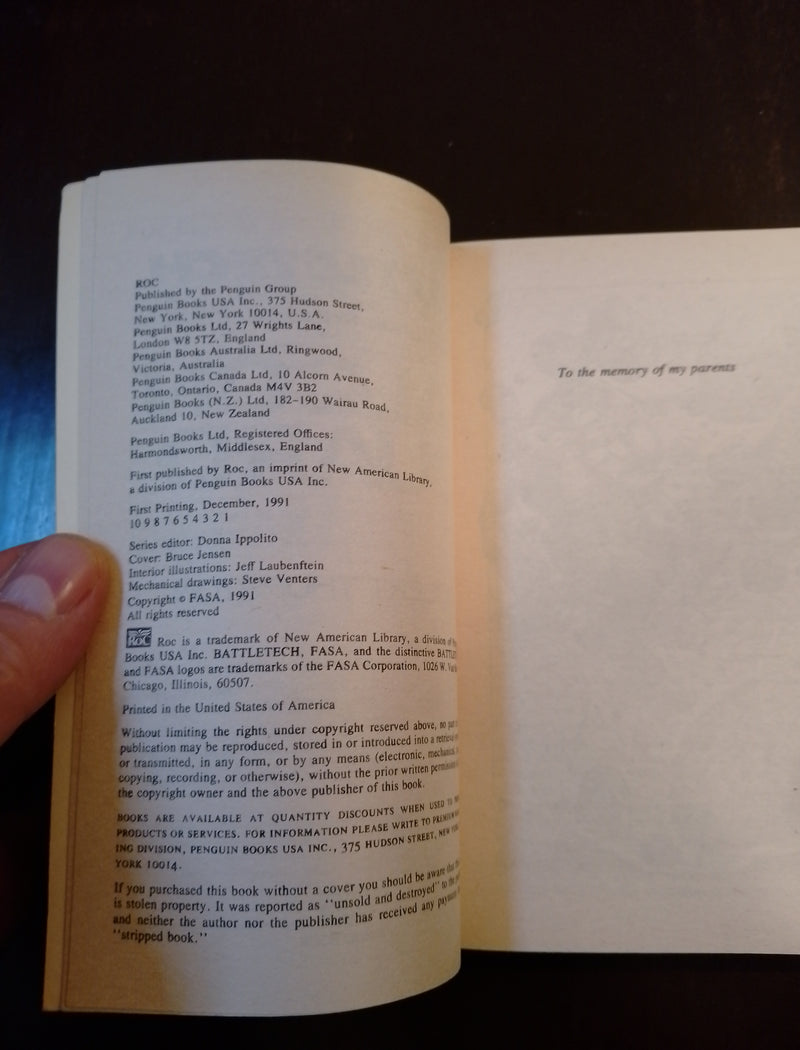 ROC
Published by the Penguin Group
Penguin Books USA Inc., 375 Hudson Street,
New York, New York 10014, U.S.A.
Penguin Books Ltd, 27 Wrights Lane,
London W8 5TZ, England
Penguin Books Australia Ltd, Ringwood,
Victoria, Australia
Penguin Books Canada Ltd, 10 Alcorn Avenue,
Toronto, Ontario, Canada M4V 3B2
Penguin Books (N.Z.) Ltd, 182–190 Wairau Road,
Auckland 10, New Zealand
Penguin Books Ltd, Registered Offices:
Harmondsworth, Middlesex, England
First published by Roc, an imprint of New American Library,
a division of Penguin Books USA Inc.
First Printing, December, 1991
10 9 8 7 6 5 4 3 2 1
Series editor: Donna Ippolito
Cover: Bruce Jensen
Interior illustrations: Jeff Laubenftein
Mechanical drawings: Steve Venters
Copyright © FASA, 1991
All rights reserved
ROC Roc is a trademark of New American Library, a division of
Books USA Inc. BATTLETECH, FASA, and the distinctive
and FASA logos are trademarks of the FASA Corporation, 1026 W.
Chicago, Illinois, 60507.
Printed in the United States of America
Without limiting the rights under copyright reserved above, no
publication may be reproduced, stored in or introduced into a
or transmitted, in any form, or by any means (electronic,
copying, recording, or otherwise), without the prior written
the copyright owner and the above publisher of this book.
BOOKS ARE AVAILABLE AT QUANTITY DISCOUNTS WHEN USED TO
PRODUCTS OR SERVICES. FOR INFORMATION PLEASE WRITE TO
ING DIVISION, PENGUIN BOOKS USA INC., 375 HUDSON STREET, NEW
YORK 10014.
If you purchased this book without a cover you should be aware that
is stolen property. It was reported as "unsold and destroyed" to the
and neither the author nor the publisher has received any
"stripped book."
To the memory of my parents